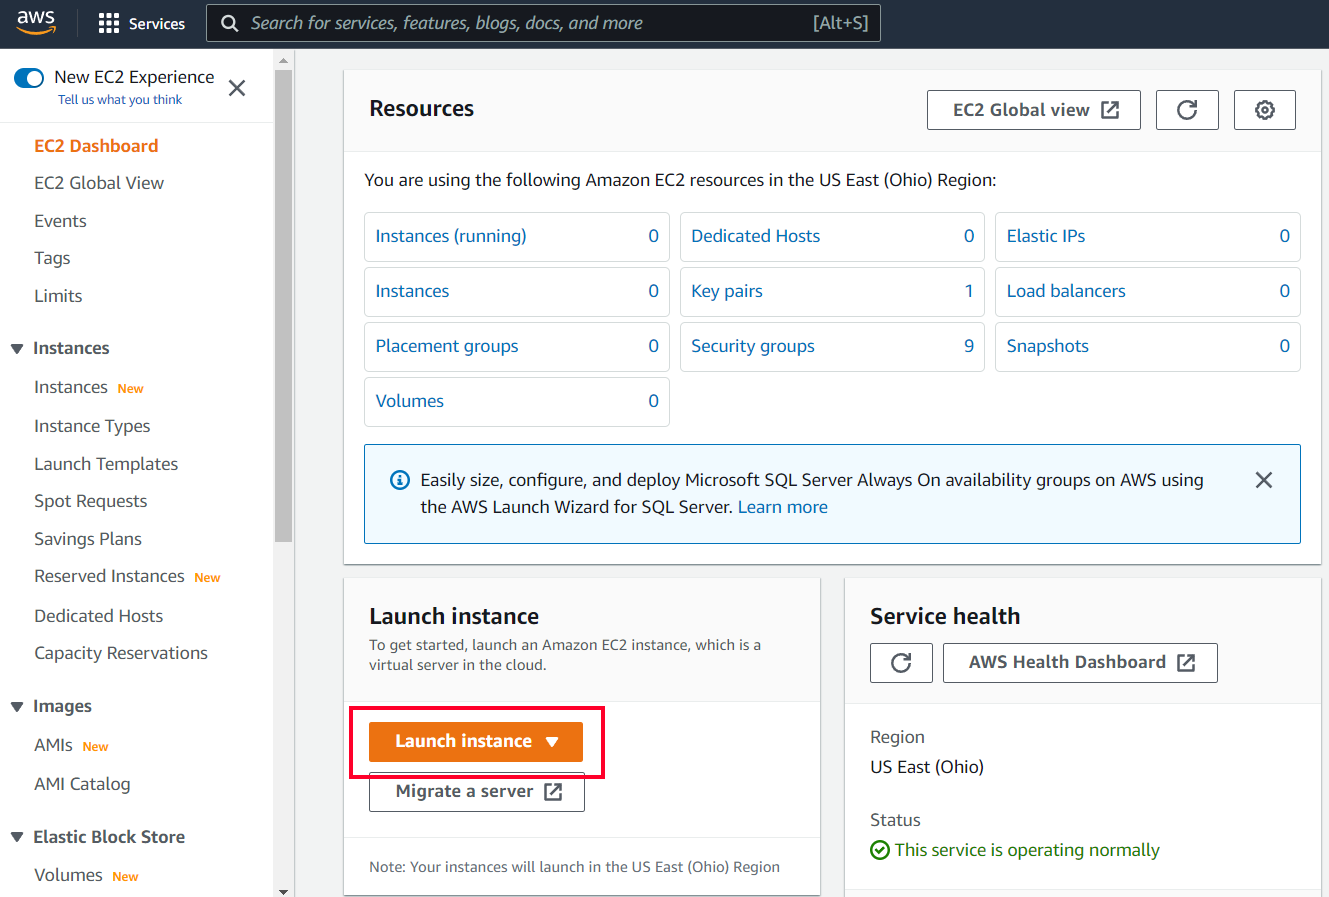 aws
Services
Search for services, features, blogs, docs, and more
[Alt+S]
New EC2 Experience
Tell us what you think
EC2 Dashboard
EC2 Global View
Events
Tags
Limits
Instances
Instances New
Instance Types
Launch Templates
Spot Requests
Savings Plans
Reserved Instances New
Dedicated Hosts
Capacity Reservations
Images
AMIs New
AMI Catalog
Elastic Block Store
Volumes New
Resources
EC2 Global view
You are using the following Amazon EC2 resources in the US East (Ohio) Region:
Instances (running) 0
Dedicated Hosts 0
Elastic IPs 0
Instances 0
Key pairs 1
Load balancers 0
Placement groups 0
Security groups 9
Snapshots 0
Volumes 0
Easily size, configure, and deploy Microsoft SQL Server Always On availability groups on AWS using
the AWS Launch Wizard for SQL Server. Learn more
Launch instance
To get started, launch an Amazon EC2 instance, which is a
virtual server in the cloud.
Launch instance
Migrate a server
Note: Your instances will launch in the US East (Ohio) Region
Service health
AWS Health Dashboard
Region
US East (Ohio)
Status
This service is operating normally